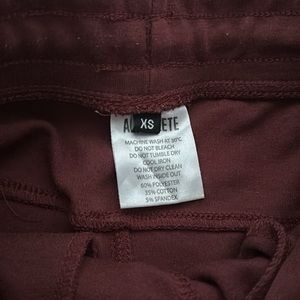 XS
MACHINE WASH AT 30°C
DO NOT BLEACH
DO NOT TUMBLE DRY
COOL IRON
DO NOT DRY CLEAN
WASH INSIDE OUT
60% POLYESTER
35% COTTON
5% SPANDEX